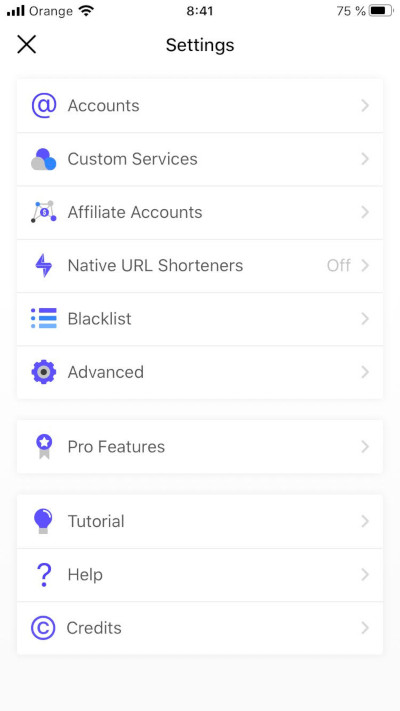 Orange 8:41 75 %
Settings
Accounts
Custom Services
Affiliate Accounts
Native URL Shorteners Off
Blacklist
Advanced
Pro Features
Tutorial
Help
Credits